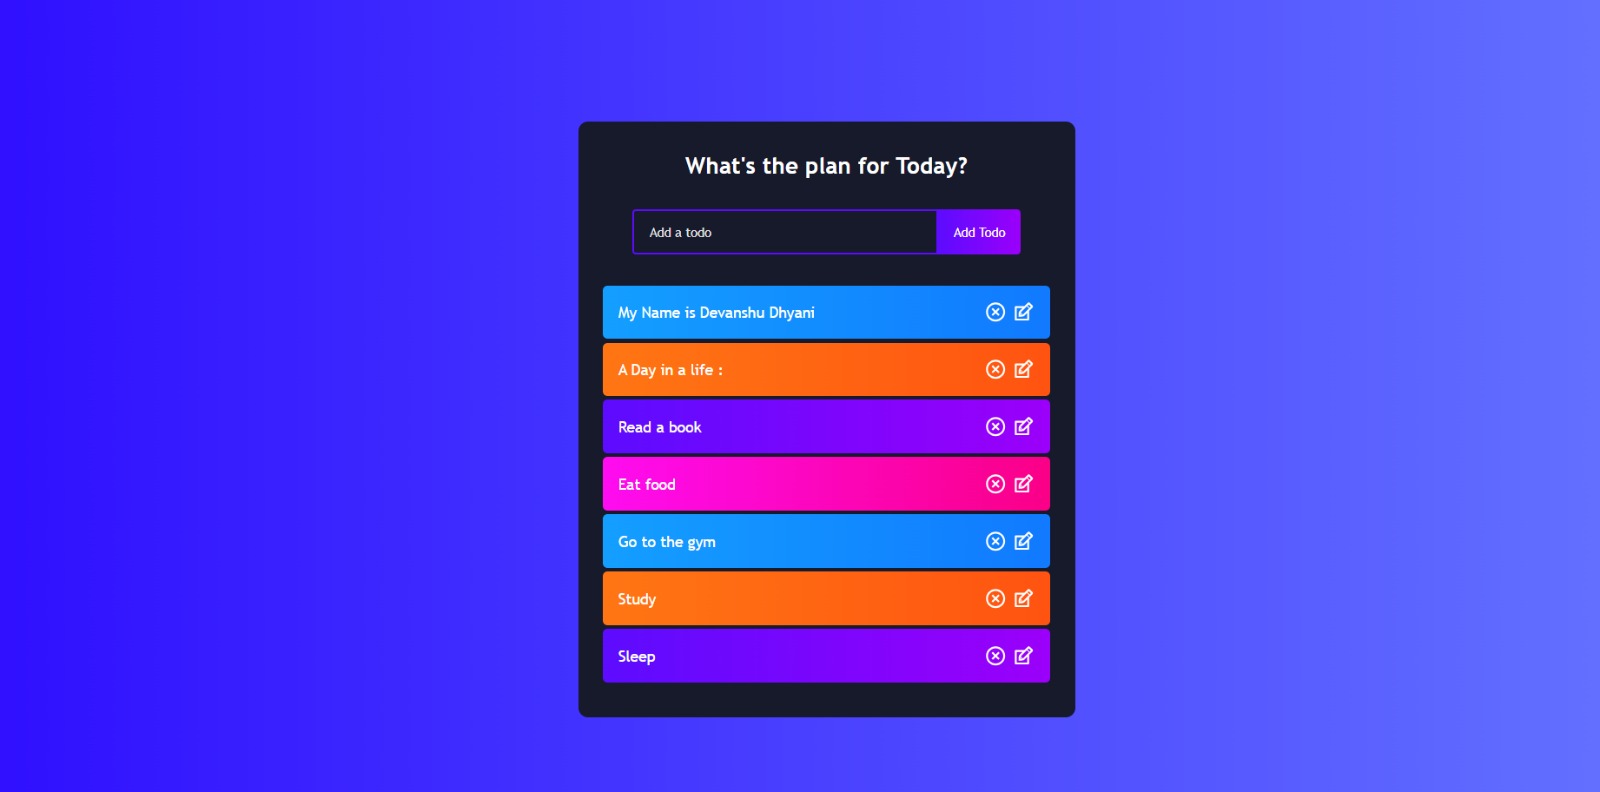 What's the plan for Today?
Add a todo
Add Todo
My Name is Devanshu Dhyani
A Day in a life :
Read a book
Eat food
Go to the gym
Study
Sleep